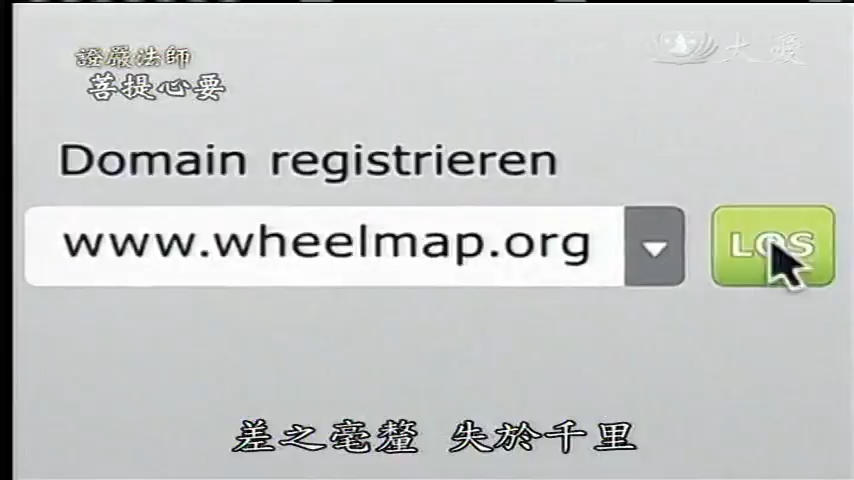 證嚴法師
菩提心要
大愛
Domain registrieren
www.wheelmap.org
LOS
差之毫釐 失於千里